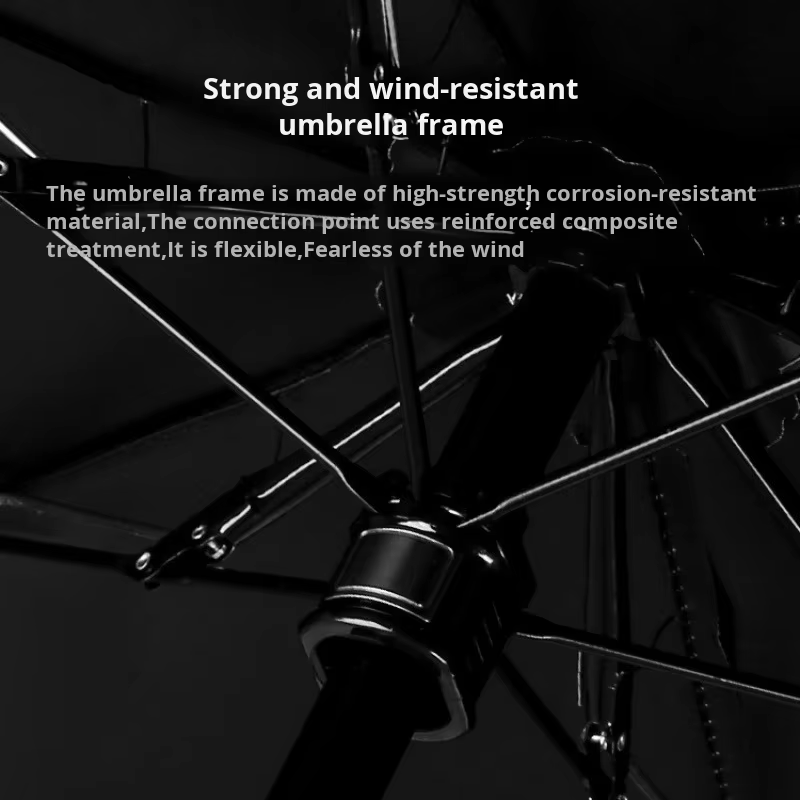 Strong and wind-resistant
umbrella frame
The umbrella frame is made of high-strength corrosion-resistant
material,The connection point uses reinforced composite
treatment,It is flexible,Fearless of the wind